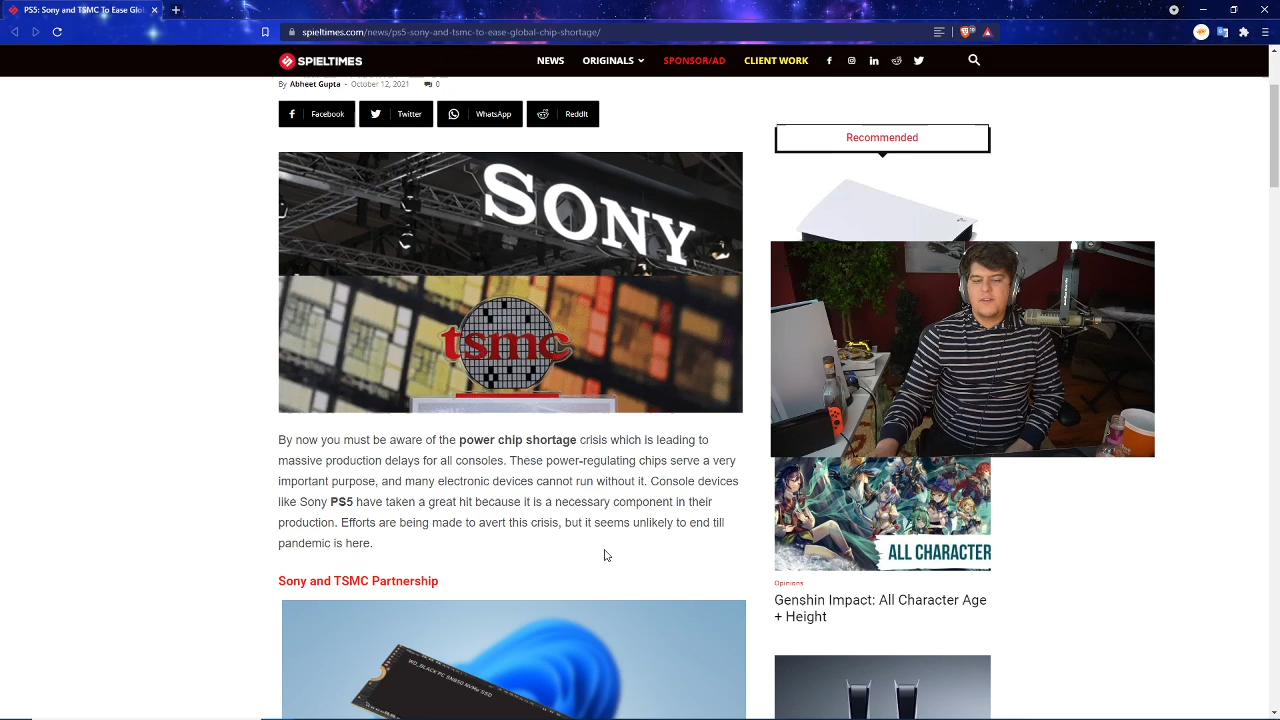 PS5: Sony and TSMC To Ease Glob
spieltimes.com/news/ps5-sony-and-tsmc-to-ease-global-chip-shortage/
SPIELTIMES
NEWS
ORIGINALS
SPONSOR/AD
CLIENT WORK
By Abheet Gupta - October 12, 2021 0
Facebook
Twitter
WhatsApp
ReddIt
Recommended
SONY
tsmc
By now you must be aware of the power chip shortage crisis which is leading to
massive production delays for all consoles. These power-regulating chips serve a very
important purpose, and many electronic devices cannot run without it. Console devices
like Sony PS5 have taken a great hit because it is a necessary component in their
production. Efforts are being made to avert this crisis, but it seems unlikely to end till
pandemic is here.
Sony and TSMC Partnership
WD_BLACK PC SN850 NVMe SSD
ALL CHARACTER
Opinions
Genshin Impact: All Character Age
+ Height